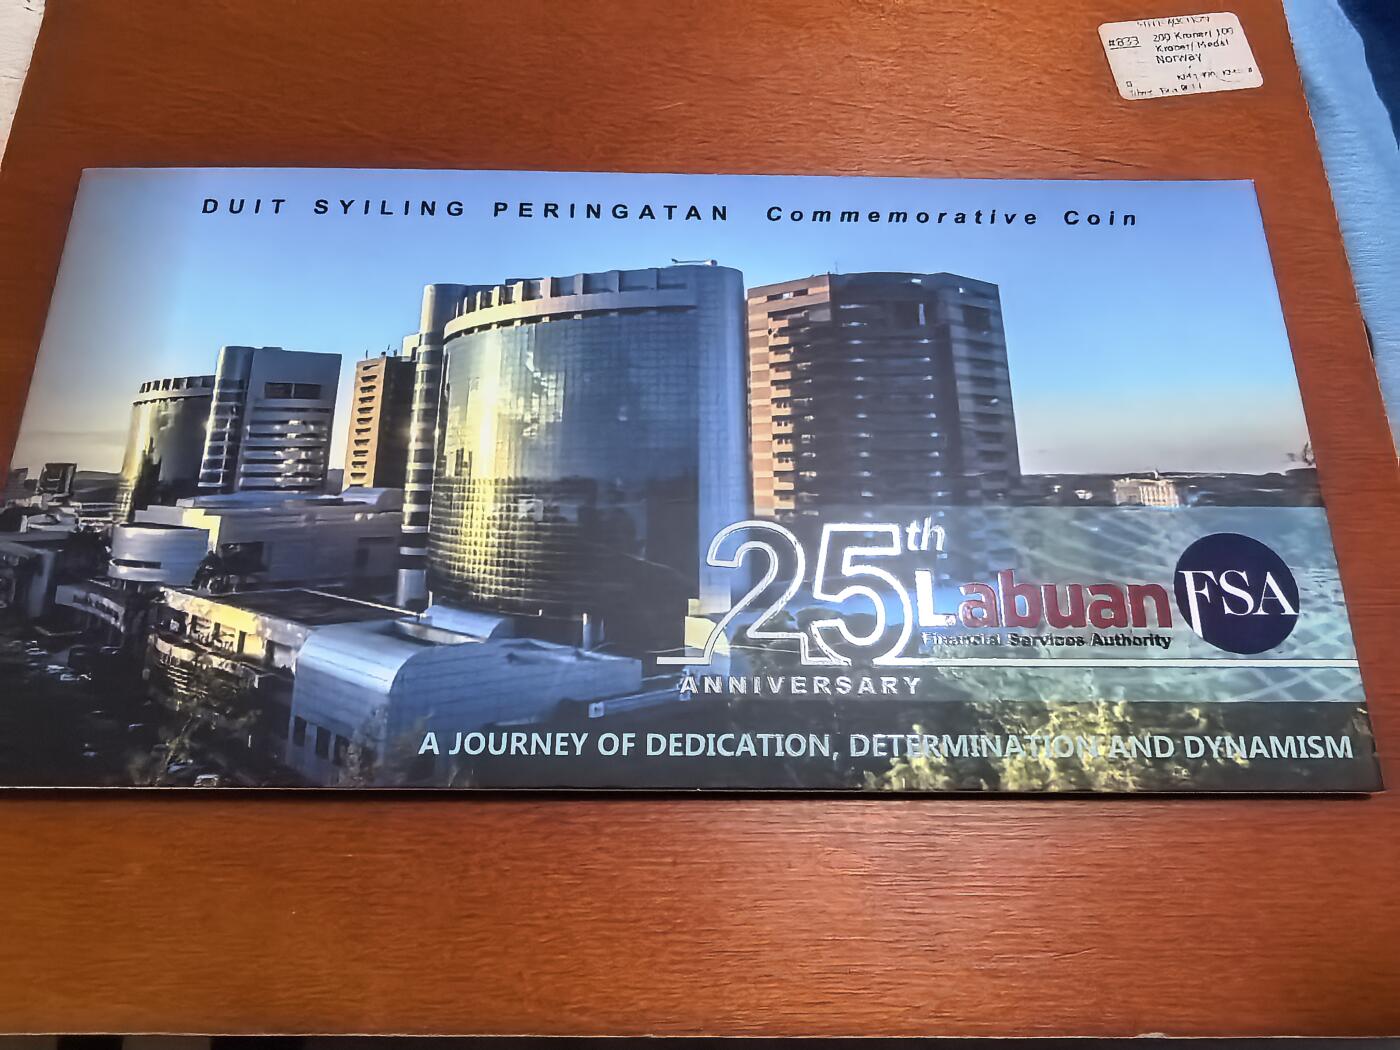 #833 200 Kroner/100
Kroner/Medal
Norway
DUIT SYILING PERINGATAN Commemorative Coin
25th
Labuan FSA
Financial Services Authority
ANNIVERSARY
A JOURNEY OF DEDICATION, DETERMINATION AND DYNAMISM